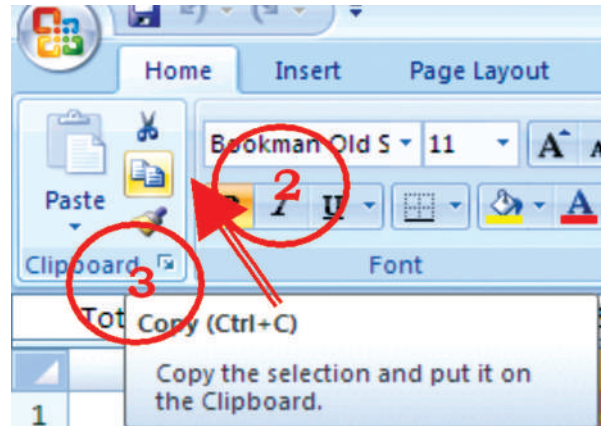 Home Insert Page Layout
Bookman Old S 11 A A
Paste
2
B I U A
Clipboard Font
3
Tot
Copy (Ctrl+C)
Copy the selection and put it on
the Clipboard.
1